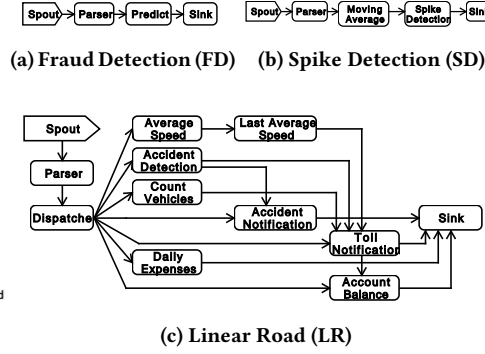 Spout Parser Predict Sink
(a) Fraud Detection (FD)
Spout Parser Moving Average Spike Detection Sink
(b) Spike Detection (SD)
Spout
Parser
Dispatche
Average
Speed
Last Average
Speed
Accident
Detection
Count
Vehicles
Accident
Notification
Toll
Notification
Daily
Expenses
Account
Balance
Sink
d
(c) Linear Road (LR)